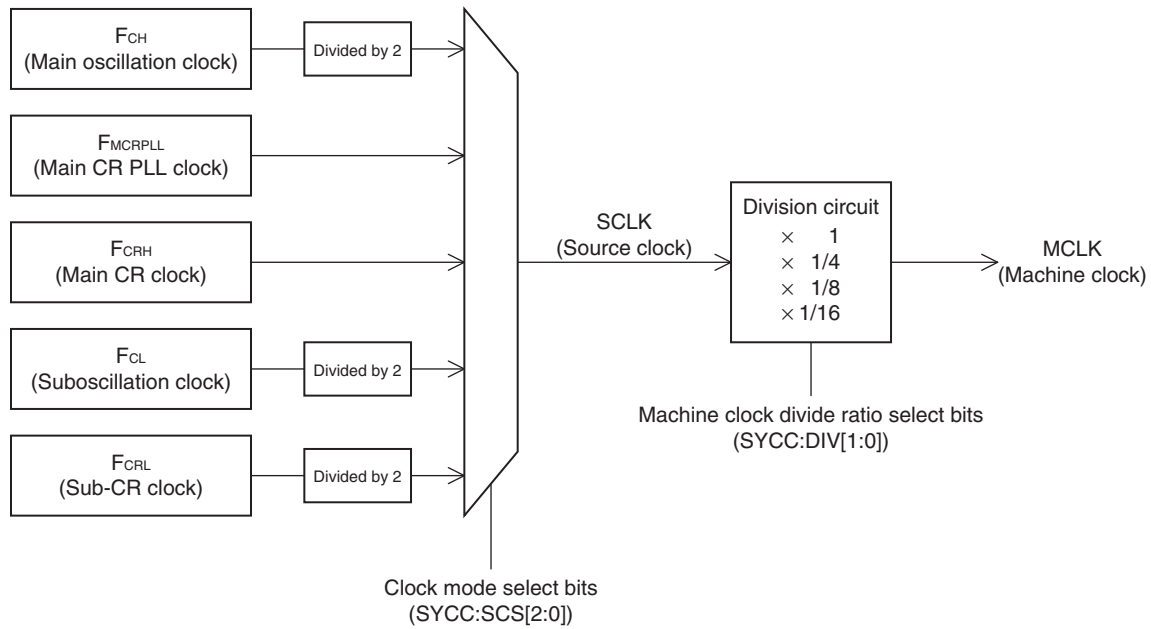 FCH
(Main oscillation clock)
Divided by 2
FMCRPLL
(Main CR PLL clock)
FCRH
(Main CR clock)
FCL
(Suboscillation clock)
Divided by 2
FCRL
(Sub-CR clock)
Divided by 2
Clock mode select bits
(SYCC:SCS[2:0])
SCLK
(Source clock)
Division circuit
× 1
× 1/4
× 1/8
× 1/16
Machine clock divide ratio select bits
(SYCC:DIV[1:0])
MCLK
(Machine clock)